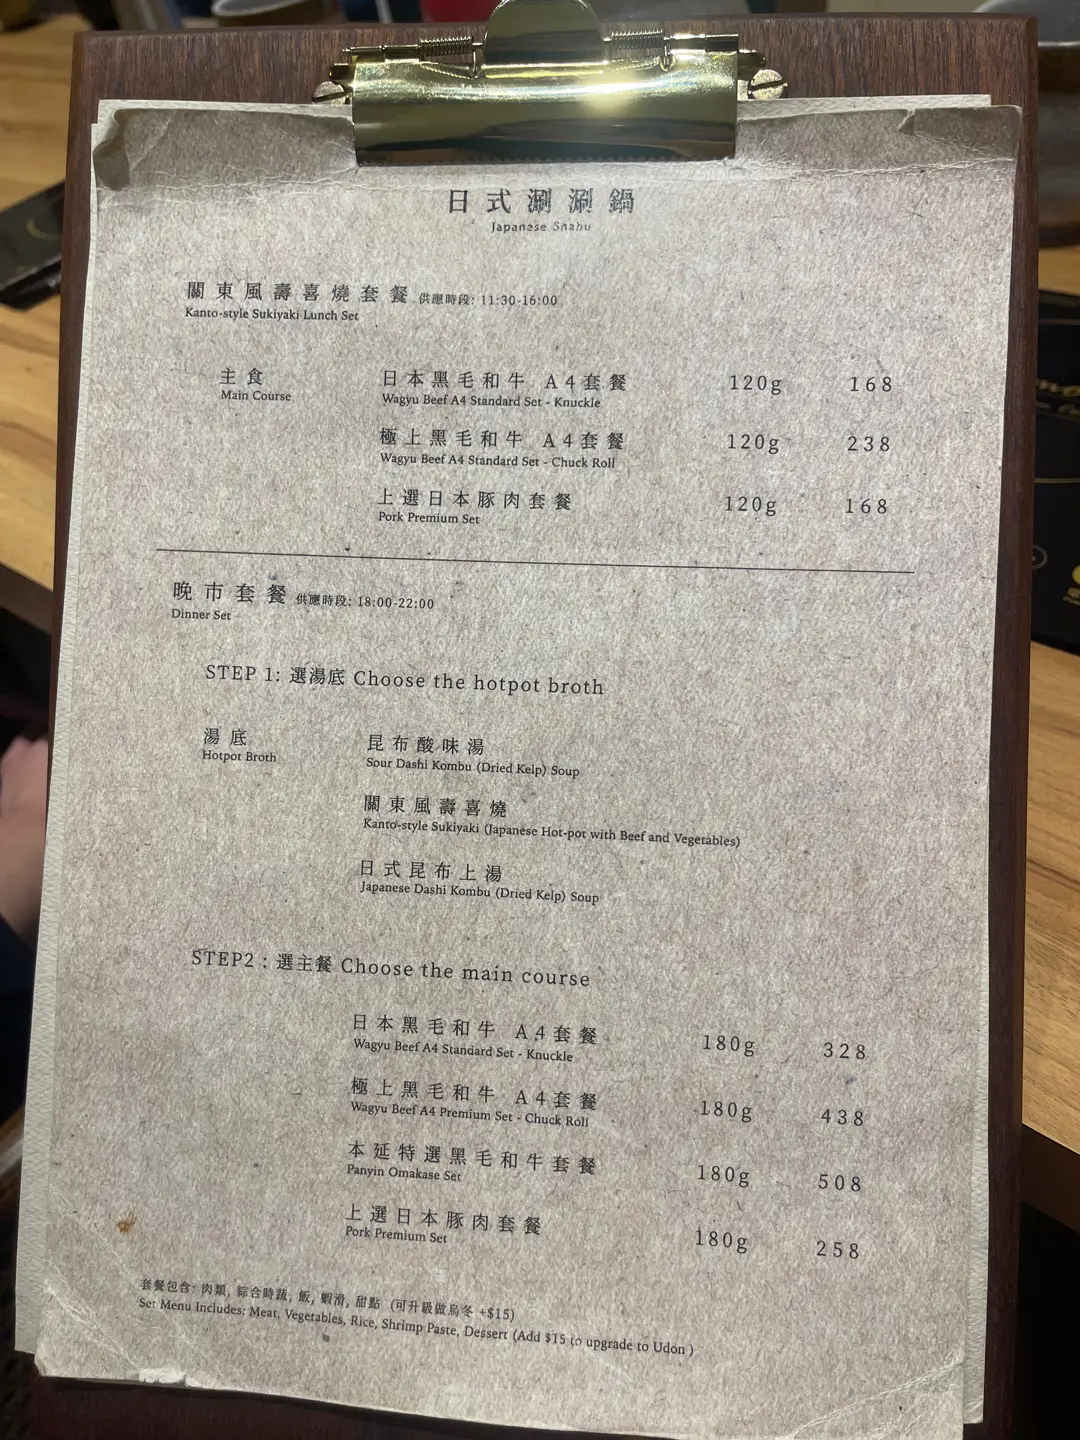 日式涮涮鍋
Japanese Shabu
關東風壽喜燒套餐 供應時段: 11:30-16:00
Kanto-style Sukiyaki Lunch Set
主食
Main Course
日本黑毛和牛 A4套餐 120g 168
Wagyu Beef A4 Standard Set - Knuckle
極上黑毛和牛 A4套餐 120g 238
Wagyu Beef A4 Standard Set - Chuck Roll
上選日本豚肉套餐 120g 168
Pork Premium Set
晚市套餐 供應時段: 18:00-22:00
Dinner Set
STEP 1: 選湯底 Choose the hotpot broth
湯底
Hotpot Broth
昆布酸味湯
Sour Dashi Kombu (Dried Kelp) Soup
關東風壽喜燒
Kanto-style Sukiyaki (Japanese Hot-pot with Beef and Vegetables)
日式昆布上湯
Japanese Dashi Kombu (Dried Kelp) Soup
STEP2 : 選主餐 Choose the main course
日本黑毛和牛 A4套餐 180g 328
Wagyu Beef A4 Standard Set - Knuckle
極上黑毛和牛 A4套餐 180g 438
Wagyu Beef A4 Premium Set - Chuck Roll
本延特選黑毛和牛套餐 180g 508
Panyin Omakase Set
上選日本豚肉套餐 180g 258
Pork Premium Set
套餐包含: 肉類, 綜合時蔬, 飯, 蝦滑, 甜點 (可升級做烏冬 +$15)
Set Menu Includes: Meat, Vegetables, Rice, Shrimp Paste, Dessert (Add $15 to upgrade to Udon )